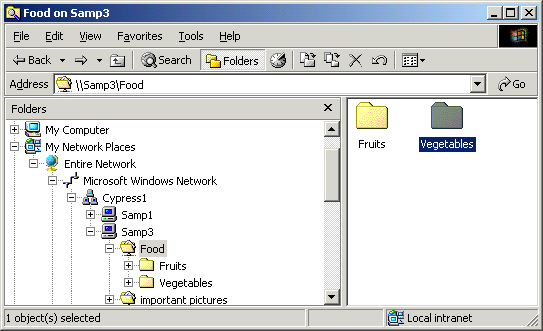 Food on Samp3
File Edit View Favorites Tools Help
Back Search Folders
Address \\Samp3\Food Go
Folders
My Computer
My Network Places
Entire Network
Microsoft Windows Network
Cypress1
Samp1
Samp3
Food
Fruits
Vegetables
important pictures
Fruits Vegetables
1 object(s) selected Local intranet